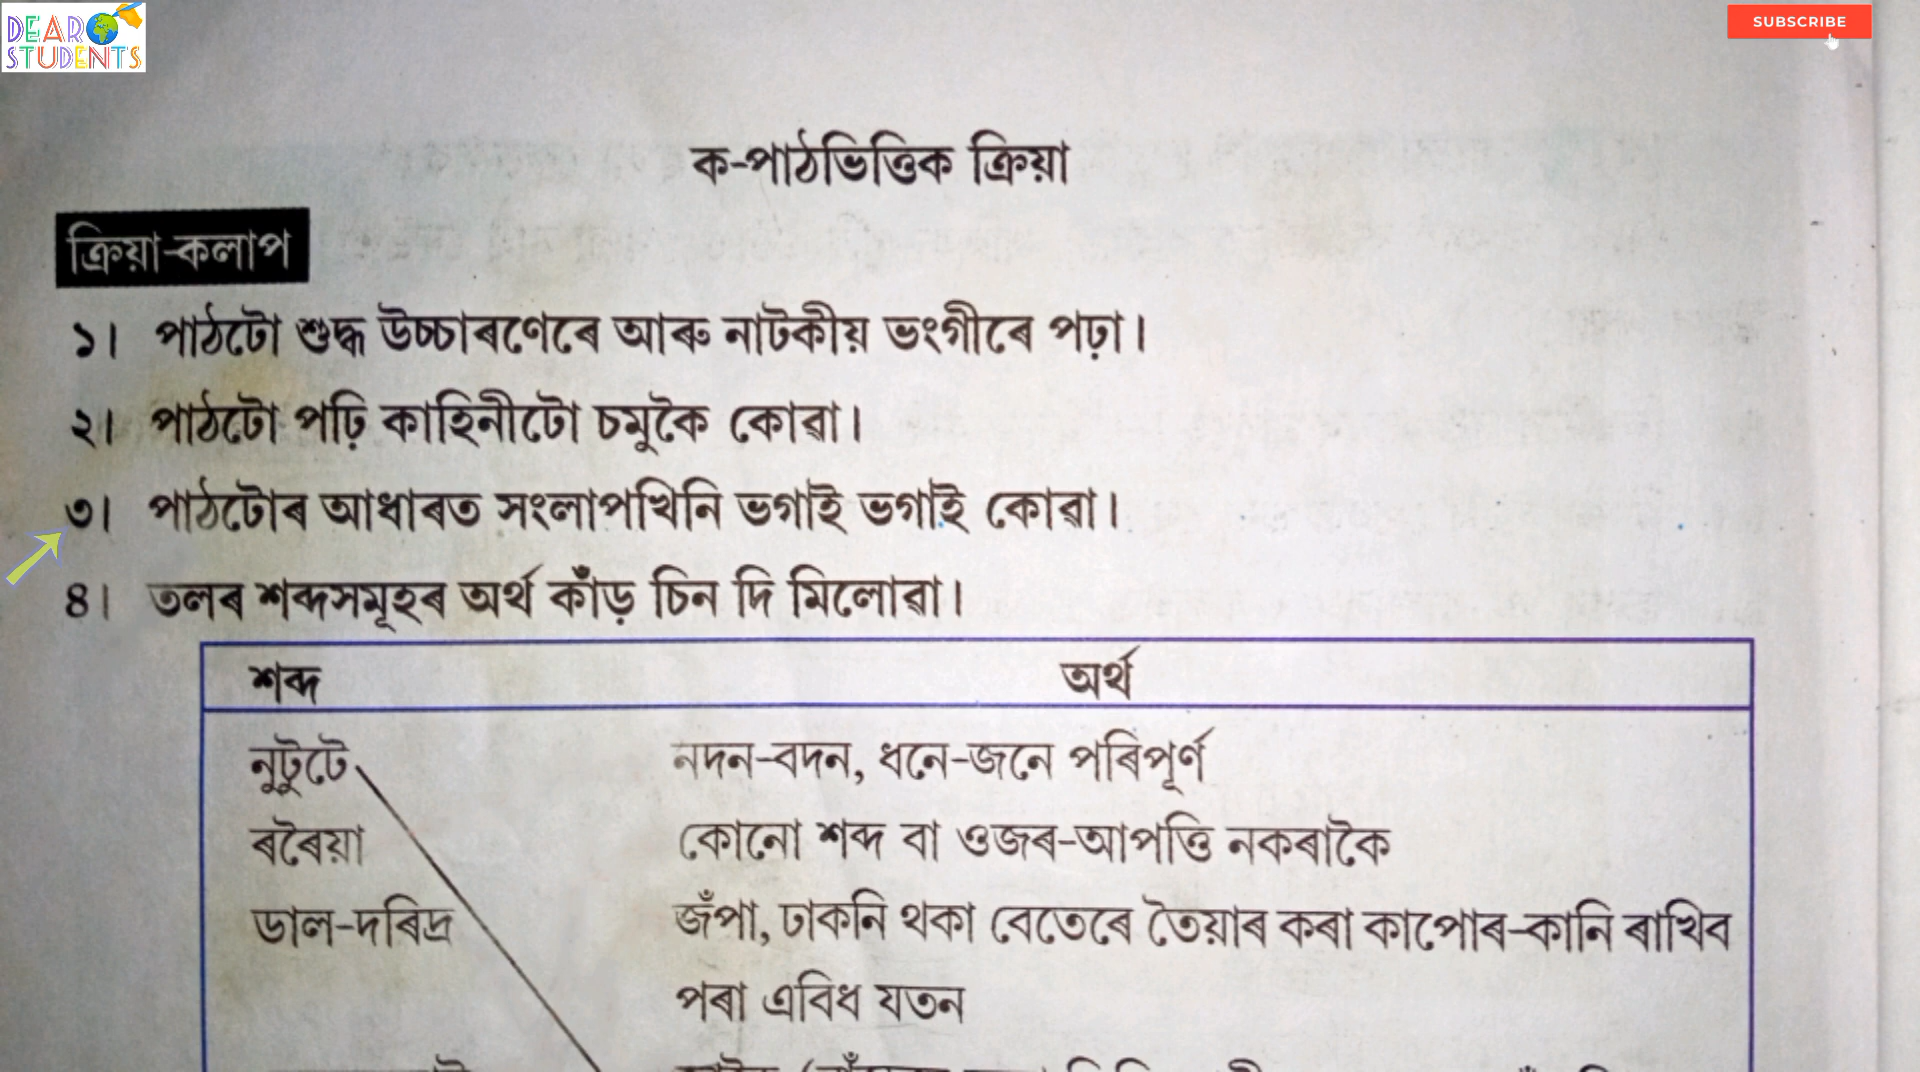 DEAR
STUDENTS
SUBSCRIBE
ক-পাঠভিত্তিক ক্ৰিয়া
ক্ৰিয়া-কলাপ
১। পাঠটো শুদ্ধ উচ্চাৰণেৰে আৰু নাটকীয় ভংগীৰে পঢ়া।
২। পাঠটো পঢ়ি কাহিনীটো চমুকৈ কোৱা।
৩। পাঠটোৰ আধাৰত সংলাপখিনি ভগাই ভগাই কোৱা।
৪। তলৰ শব্দসমূহৰ অৰ্থ কাঁড় চিন দি মিলোৱা।
শব্দ অৰ্থ
নুটুটে নদন-বদন, ধনে-জনে পৰিপূৰ্ণ
ৰৰৈয়া কোনো শব্দ বা ওজৰ-আপত্তি নকৰাকৈ
ডাল-দৰিদ্ৰ জঁপা, ঢাকনি থকা বেতেৰে তৈয়াৰ কৰা কাপোৰ-কানি ৰাখিব
পৰা এবিধ যতন